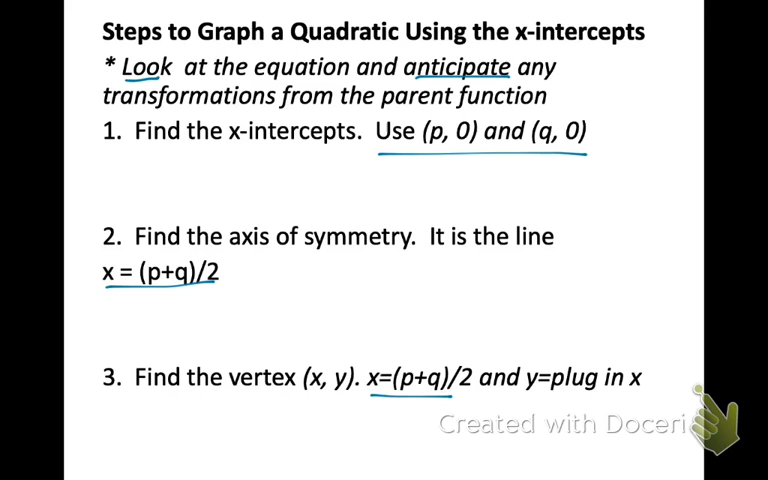 Steps to Graph a Quadratic Using the x-intercepts
* Look at the equation and anticipate any
transformations from the parent function
1. Find the x-intercepts. Use (p, 0) and (q, 0)
2. Find the axis of symmetry. It is the line
x = (p+q)/2
3. Find the vertex (x, y). x=(p+q)/2 and y=plug in x
Created with Doceri